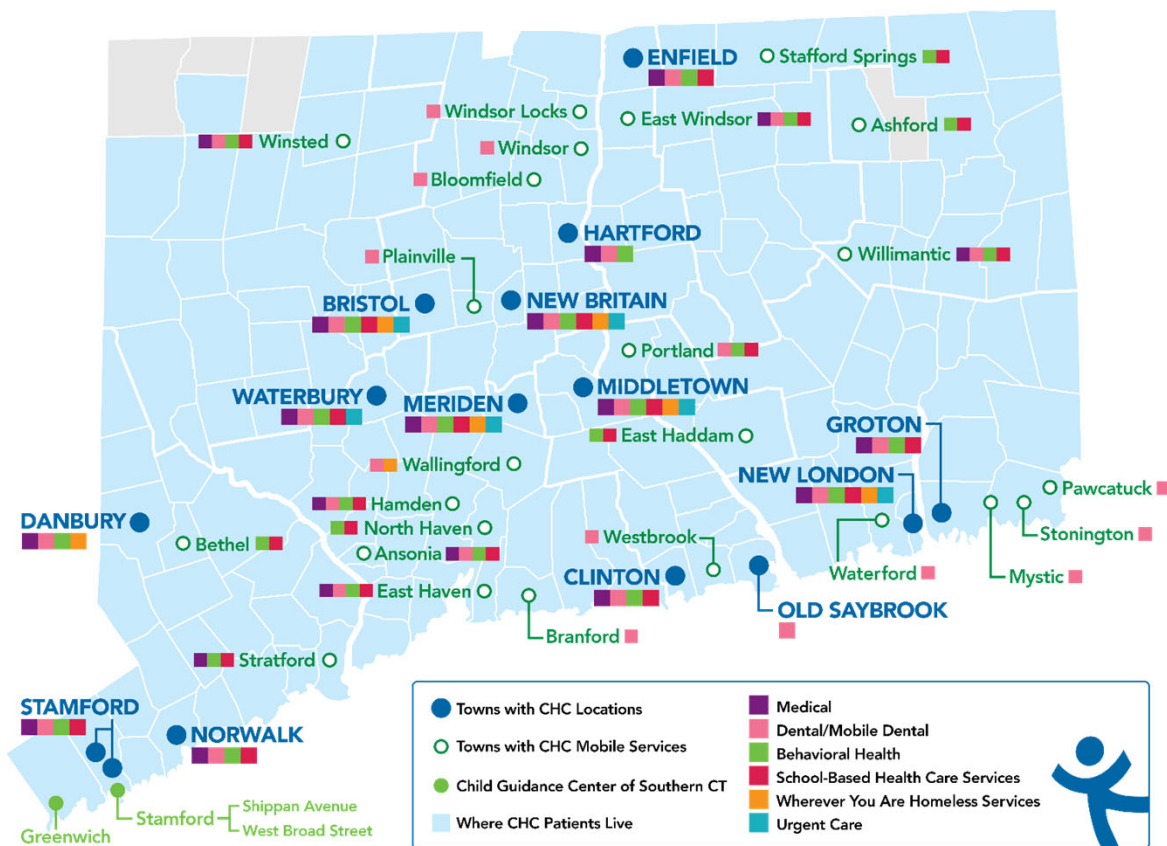 ENFIELD
Stafford Springs
Windsor Locks
East Windsor
Ashford
Winsted
Windsor
Bloomfield
HARTFORD
Willimantic
Plainville
BRISTOL
NEW BRITAIN
Portland
WATERBURY
MERIDEN
MIDDLETOWN
GROTON
East Haddam
Wallingford
NEW LONDON
Hamden
Pawcatuck
DANBURY
North Haven
Bethel
Ansonia
Westbrook
Stonington
CLINTON
Waterford
Mystic
East Haven
OLD SAYBROOK
Branford
Stratford
STAMFORD
NORWALK
Greenwich
Stamford
Shippan Avenue
West Broad Street
Towns with CHC Locations
Towns with CHC Mobile Services
Child Guidance Center of Southern CT
Where CHC Patients Live
Medical
Dental/Mobile Dental
Behavioral Health
School-Based Health Care Services
Wherever You Are Homeless Services
Urgent Care